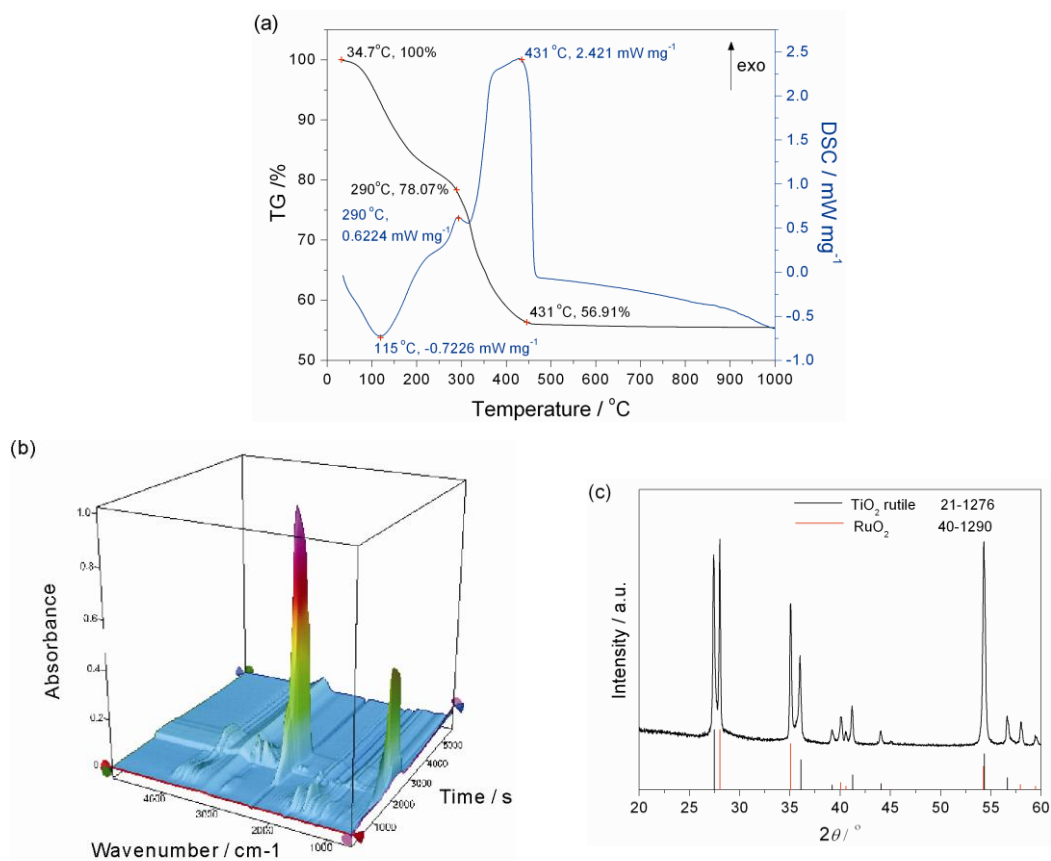 (a)
34.7°C, 100%
431°C, 2.421 mW mg-1
exo
290°C, 78.07%
290°C,
0.6224 mW mg-1
431°C, 56.91%
115°C, -0.7226 mW mg-1
TG /%
100
90
80
70
60
50
DSC / mW mg-1
2.5
2.0
1.5
1.0
0.5
0.0
-0.5
-1.0
0 100 200 300 400 500 600 700 800 900 1000
Temperature / °C
(b)
Absorbance
1.0
0.8
0.6
0.4
0.2
0
4000 3000 2000 1000
Wavenumber / cm-1
1000 2000 3000 4000 5000
Time / s
(c)
TiO2 rutile 21-1276
RuO2 40-1290
Intensity / a.u.
20 25 30 35 40 45 50 55 60
2θ / °